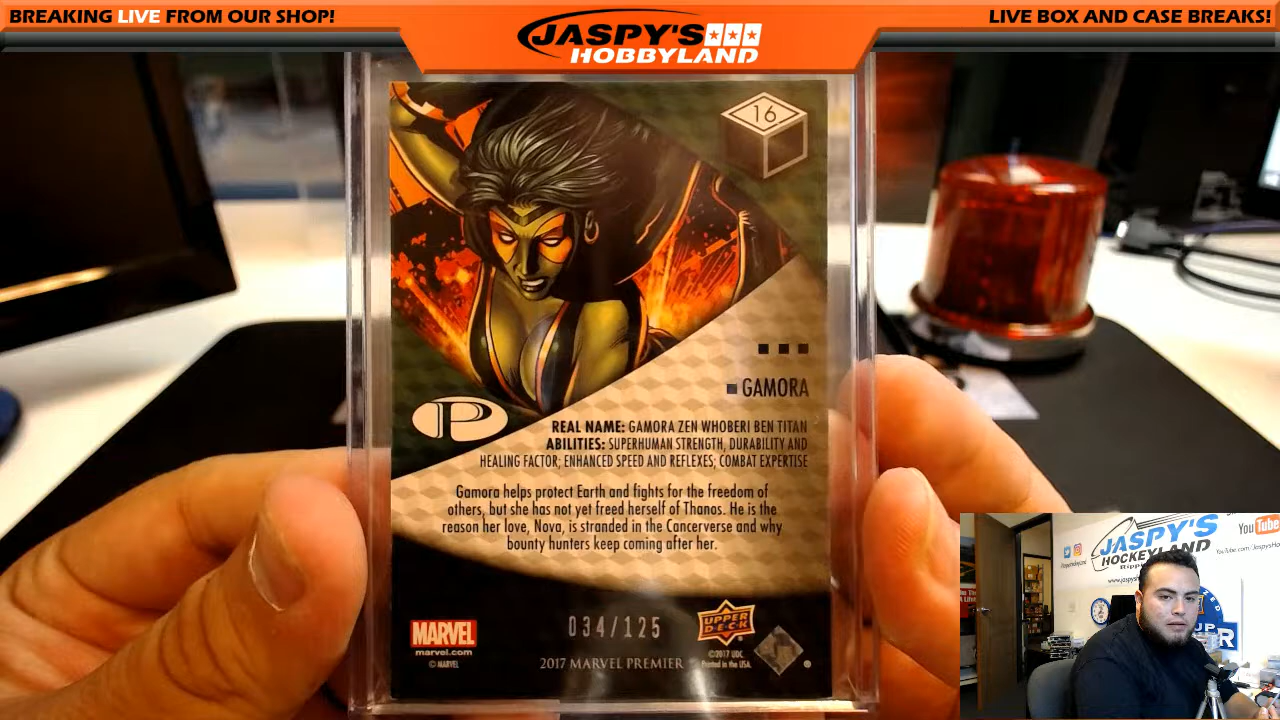 BREAKING LIVE FROM OUR SHOP!
JASPY'S
HOBBYLAND
LIVE BOX AND CASE BREAKS!
16
GAMORA
P
REAL NAME: GAMORA ZEN WHOBERI BEN TITAN
ABILITIES: SUPERHUMAN STRENGTH, DURABILITY AND
HEALING FACTOR; ENHANCED SPEED AND REFLEXES; COMBAT EXPERTISE
Gamora helps protect Earth and fights for the freedom of
others, but she has not yet freed herself of Thanos. He is the
reason her love, Nova, is stranded in the Cancerverse and why
bounty hunters keep coming after her.
034/125
MARVEL
marvel.com
© MARVEL
2017 MARVEL PREMIER
UPPER
DECK
©2017 UDC
Printed in the USA.
JASPY'S
HOCKEYLAND
You Tube